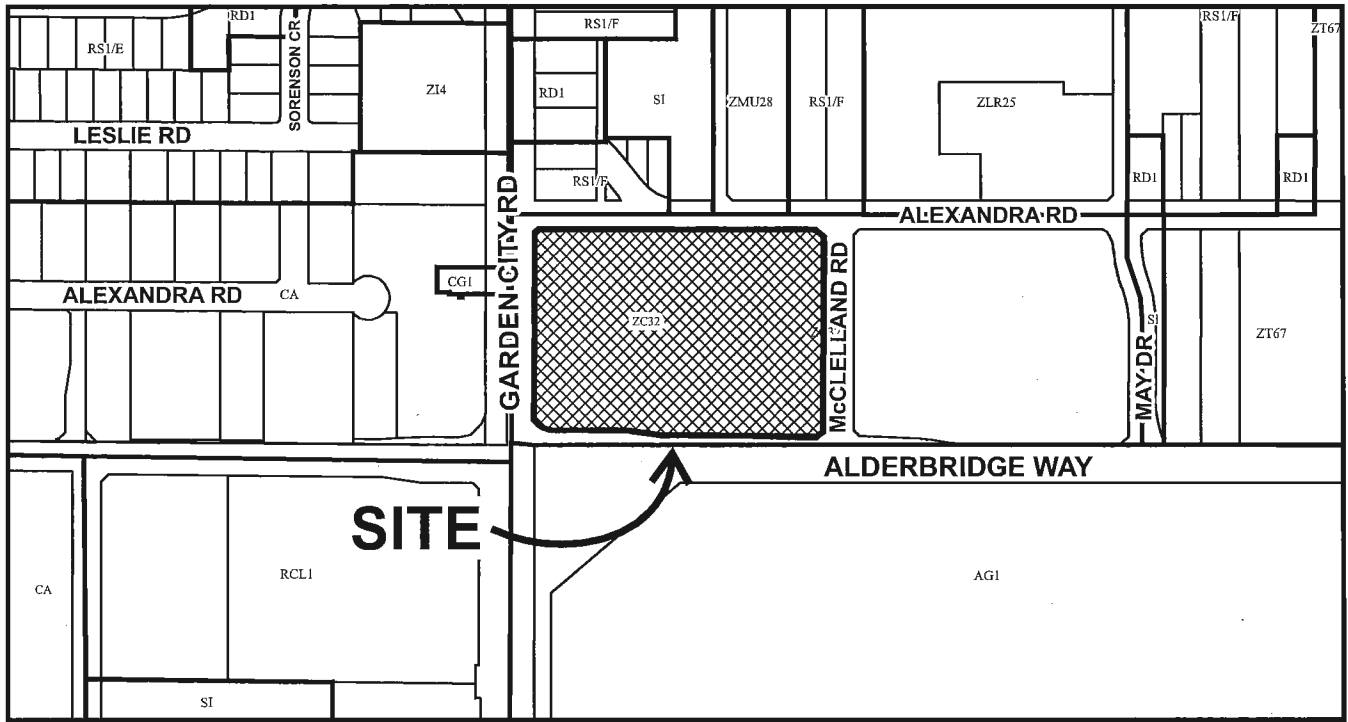 RD1
RS1/F
RS1/F
ZT67
RS1/E
SORENSON CR
ZI4
RD1
SI
ZMU28
RS1/F
ZLR25
LESLIE RD
RS1/F
RD1
RD1
GARDEN CITY RD
ALEXANDRA RD
CG1
ALEXANDRA RD
CA
ZC32
McCLELLAND RD
SI
ZT67
MAY DR
ALDERBRIDGE WAY
SITE
RCL1
AG1
CA
SI